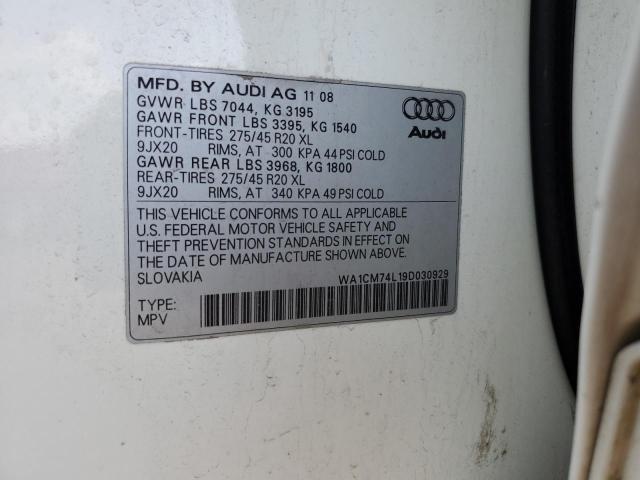 MFD. BY AUDI AG 11 08
GVWR LBS 7044, KG 3195
GAWR FRONT LBS 3395, KG 1540
FRONT-TIRES 275/45 R20 XL
9JX20 RIMS, AT 300 KPA 44 PSI COLD
GAWR REAR LBS 3968, KG 1800
REAR-TIRES 275/45 R20 XL
9JX20 RIMS, AT 340 KPA 49 PSI COLD
Audi
THIS VEHICLE CONFORMS TO ALL APPLICABLE
U.S. FEDERAL MOTOR VEHICLE SAFETY AND
THEFT PREVENTION STANDARDS IN EFFECT ON
THE DATE OF MANUFACTURE SHOWN ABOVE.
SLOVAKIA WA1CM74L19D030929
TYPE:
MPV